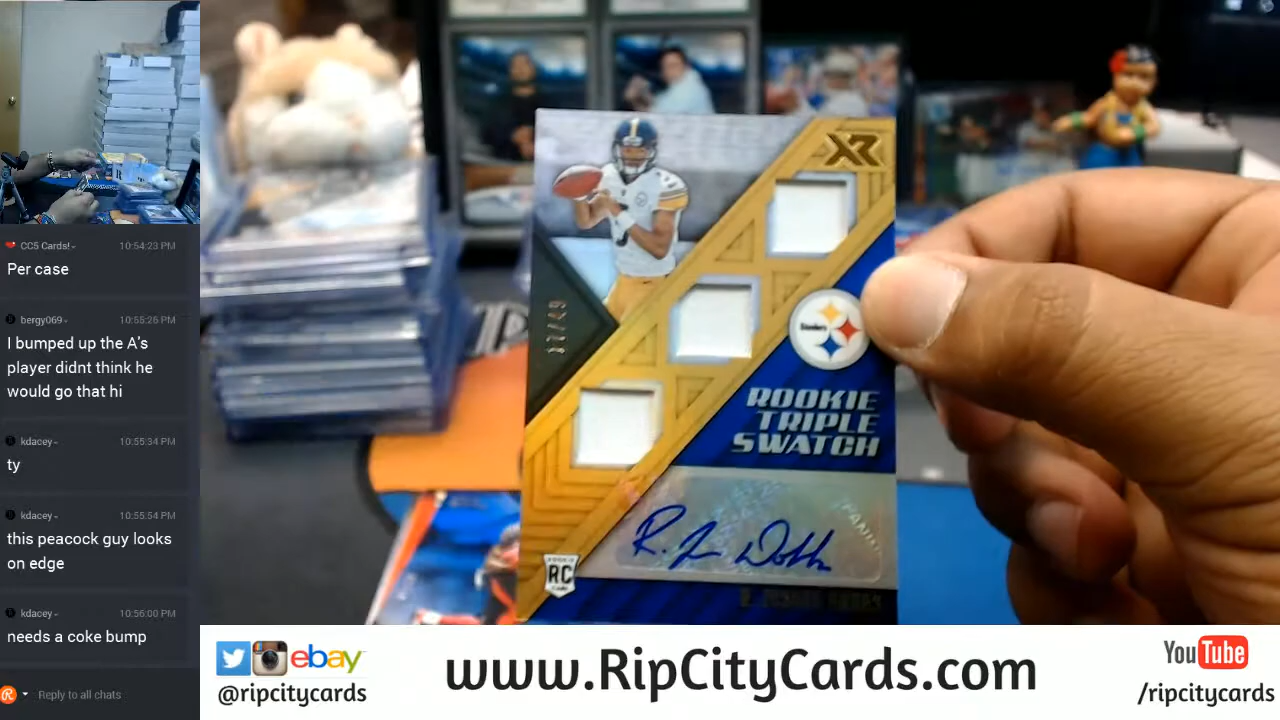 CC5 Cards! 10:54:23 PM
Per case
bergy069 10:55:26 PM
I bumped up the A's
player didnt think he
would go that hi
kdacey 10:55:34 PM
ty
kdacey 10:55:54 PM
this peacock guy looks
on edge
kdacey 10:56:00 PM
needs a coke bump
Reply to all chats
XR
17/49
Steelers
ROOKIE
TRIPLE
SWATCH
PANINI
RC
ebay
@ripcitycards
www.RipCityCards.com
YouTube
/ripcitycards